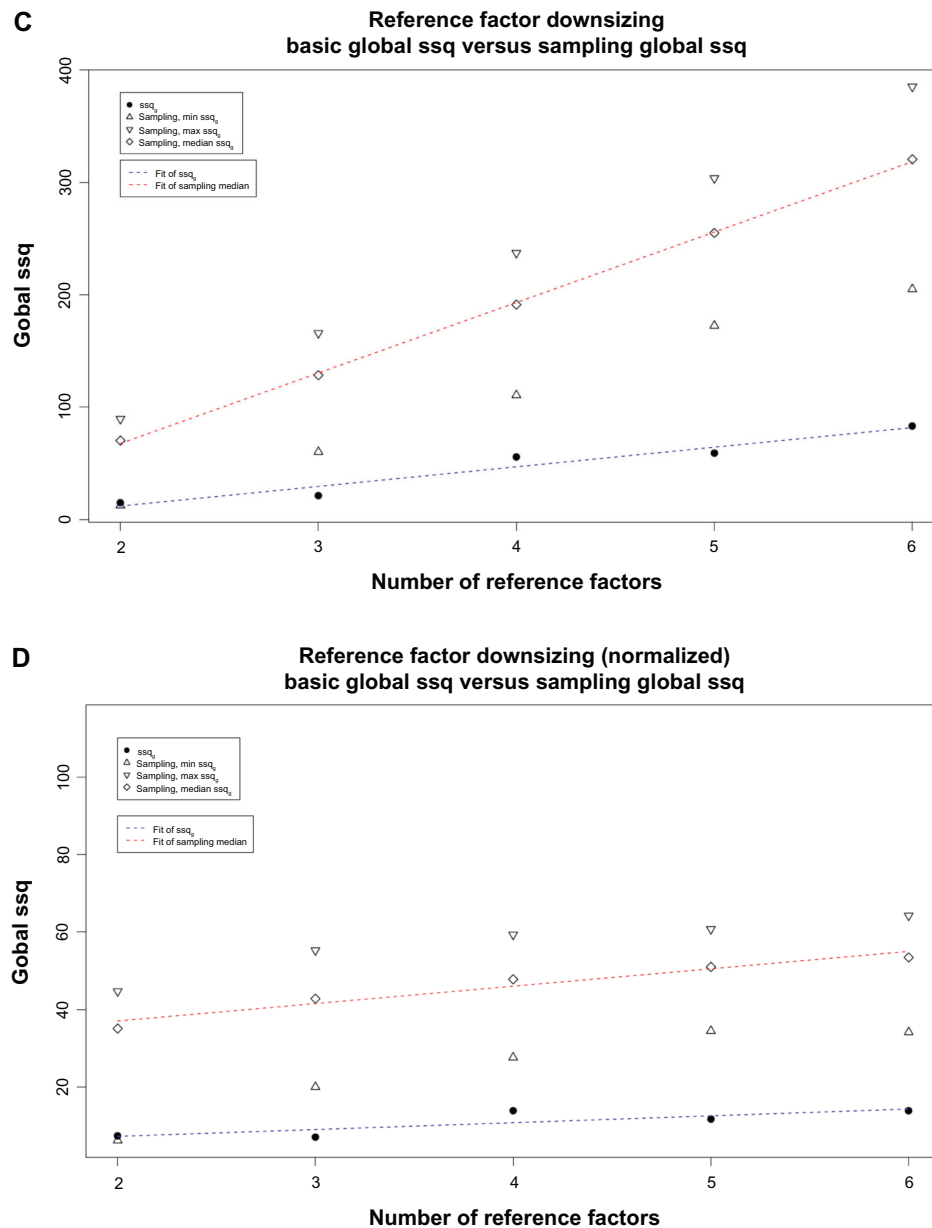 C
Reference factor downsizing
basic global ssq versus sampling global ssq
400
300
200
100
0
Gobal ssq
ssqg
Sampling, min ssqg
Sampling, max ssqg
Sampling, median ssqg
Fit of ssqg
Fit of sampling median
2 3 4 5 6
Number of reference factors
D
Reference factor downsizing (normalized)
basic global ssq versus sampling global ssq
100
80
60
40
20
Gobal ssq
ssqg
Sampling, min ssqg
Sampling, max ssqg
Sampling, median ssqg
Fit of ssqg
Fit of sampling median
2 3 4 5 6
Number of reference factors